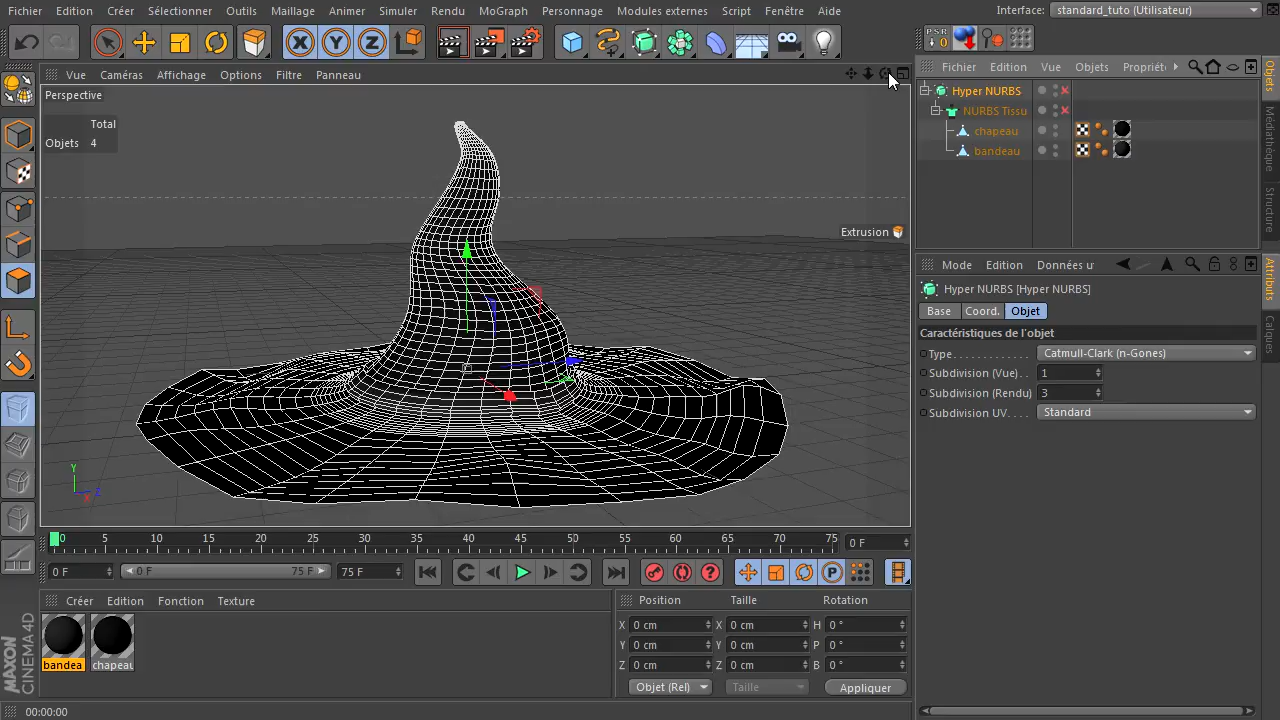 Fichier Edition Créer Sélectionner Outils Maillage Animer Simuler Rendu MoGraph Personnage Modules externes Script Fenêtre Aide Interface: standard_tuto (Utilisateur)
X Y Z PSR 0
Vue Caméras Affichage Options Filtre Panneau
Fichier Edition Vue Objets Propriété
Perspective
Total
Objets 4
Extrusion
Hyper NURBS
NURBS Tissu
chapeau
bandeau
Objets
Médiathèque
Structure
Mode Edition Données u
Hyper NURBS [Hyper NURBS]
Base Coord. Objet
Caractéristiques de l'objet
Type Catmull-Clark (n-Gones)
Subdivision (Vue) 1
Subdivision (Rendu) 3
Subdivision UV Standard
Attributs
Calques
Y
X Z
0 5 10 15 20 25 30 35 40 45 50 55 60 65 70 75 0 F
0 F 0 F 75 F 75 F
Créer Edition Fonction Texture
bandea chapeau
Position Taille Rotation
X 0 cm X 0 cm H 0 °
Y 0 cm Y 0 cm P 0 °
Z 0 cm Z 0 cm B 0 °
Objet (Rel) Taille Appliquer
MAXON CINEMA 4D
00:00:00